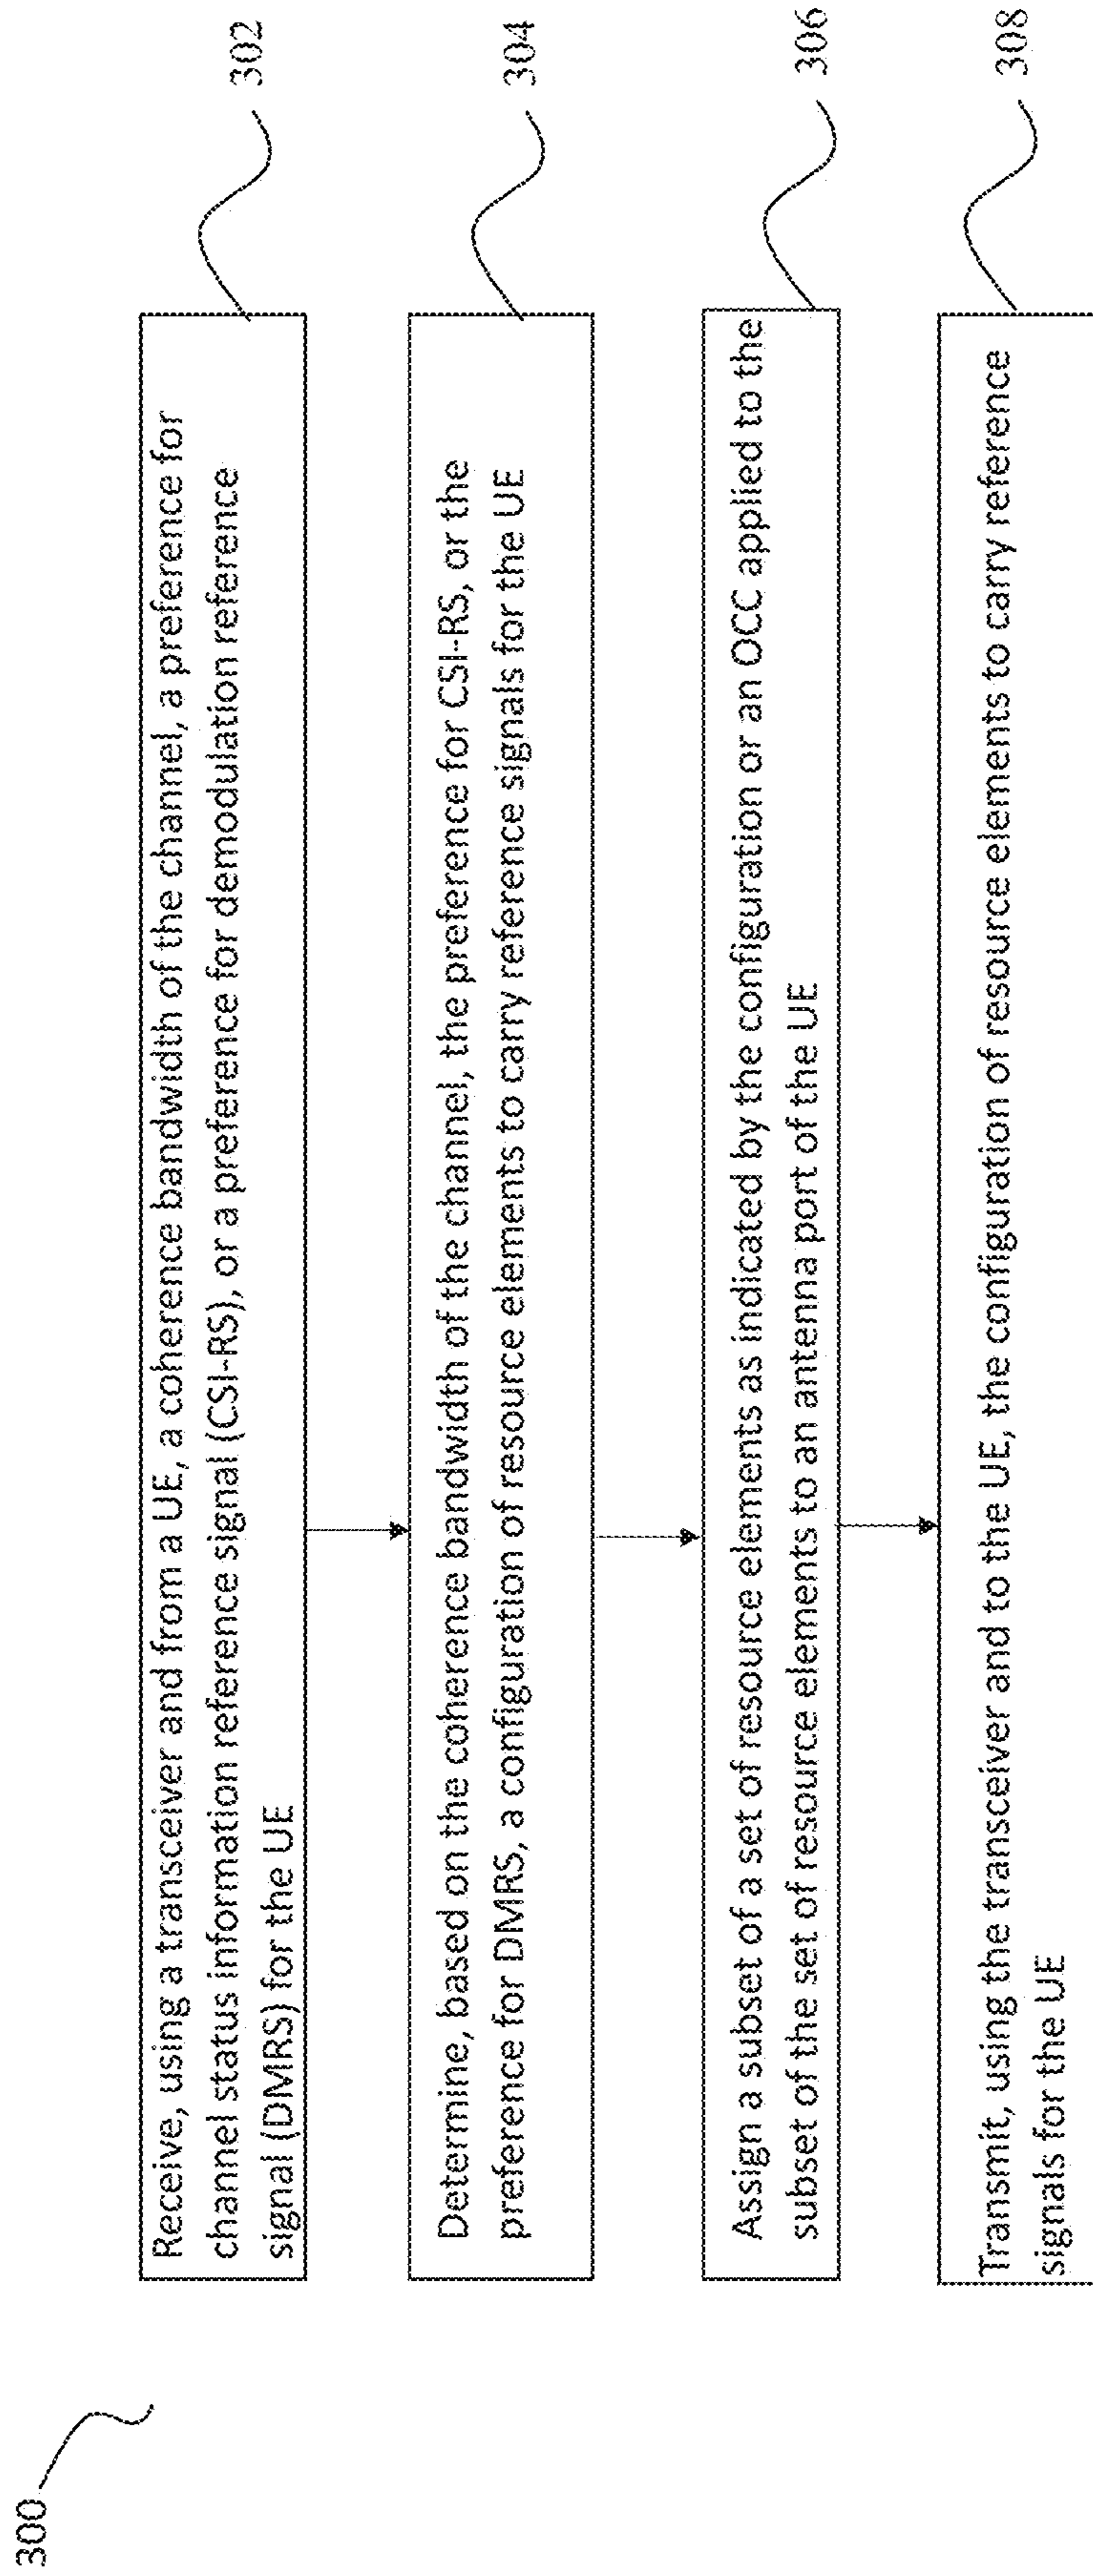 300
Receive, using a transceiver and from a UE, a coherence bandwidth of the channel, a preference for
channel status information reference signal (CSI-RS), or a preference for demodulation reference
signal (DMRS) for the UE
302
Determine, based on the coherence bandwidth of the channel, the preference for CSI-RS, or the
preference for DMRS, a configuration of resource elements to carry reference signals for the UE
304
Assign a subset of a set of resource elements as indicated by the configuration or an OCC applied to the
subset of the set of resource elements to an antenna port of the UE
306
Transmit, using the transceiver and to the UE, the configuration of resource elements to carry reference
signals for the UE
308